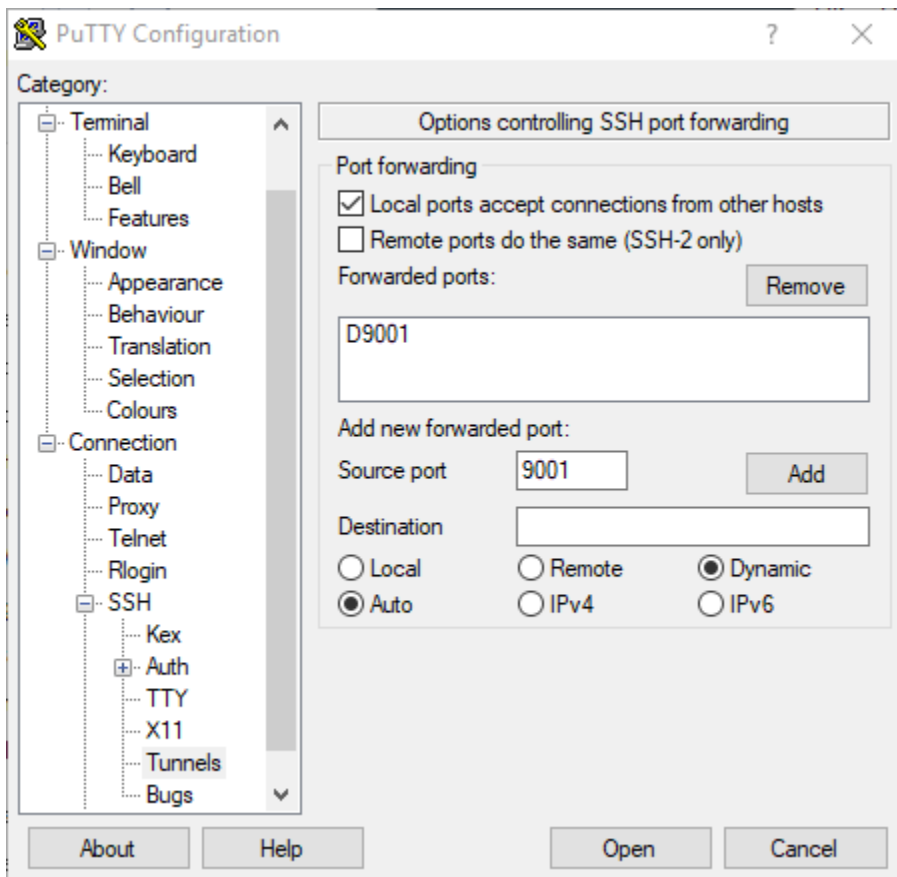 PuTTY Configuration
?
Category:
Terminal
Keyboard
Bell
Features
Window
Appearance
Behaviour
Translation
Selection
Colours
Connection
Data
Proxy
Telnet
Rlogin
SSH
Kex
Auth
TTY
X11
Tunnels
Bugs
Options controlling SSH port forwarding
Port forwarding
Local ports accept connections from other hosts
Remote ports do the same (SSH-2 only)
Forwarded ports:
Remove
D9001
Add new forwarded port:
Source port 9001 Add
Destination
Local Remote Dynamic
Auto IPv4 IPv6
About Help Open Cancel